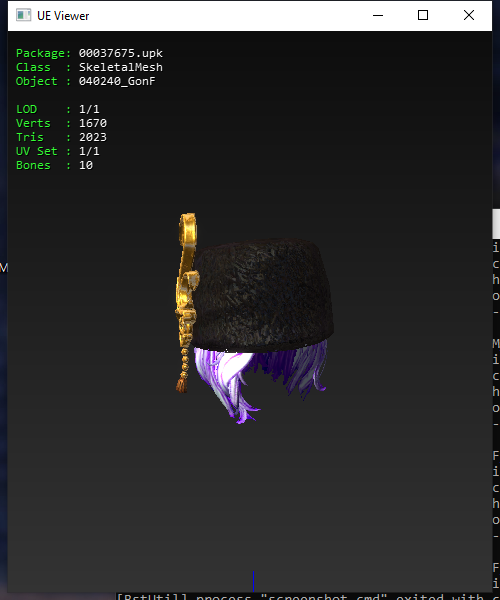 UE Viewer
Package: 00037675.upk
Class  : SkeletalMesh
Object : 040240_GonF
LOD    : 1/1
Verts  : 1670
Tris   : 2023
UV Set : 1/1
Bones  : 10
M
i
c
h
o
-
M
i
c
h
o
-
F
i
c
h
o
-
F
i
[BstUtil] process "screenshot.cmd" exited with c